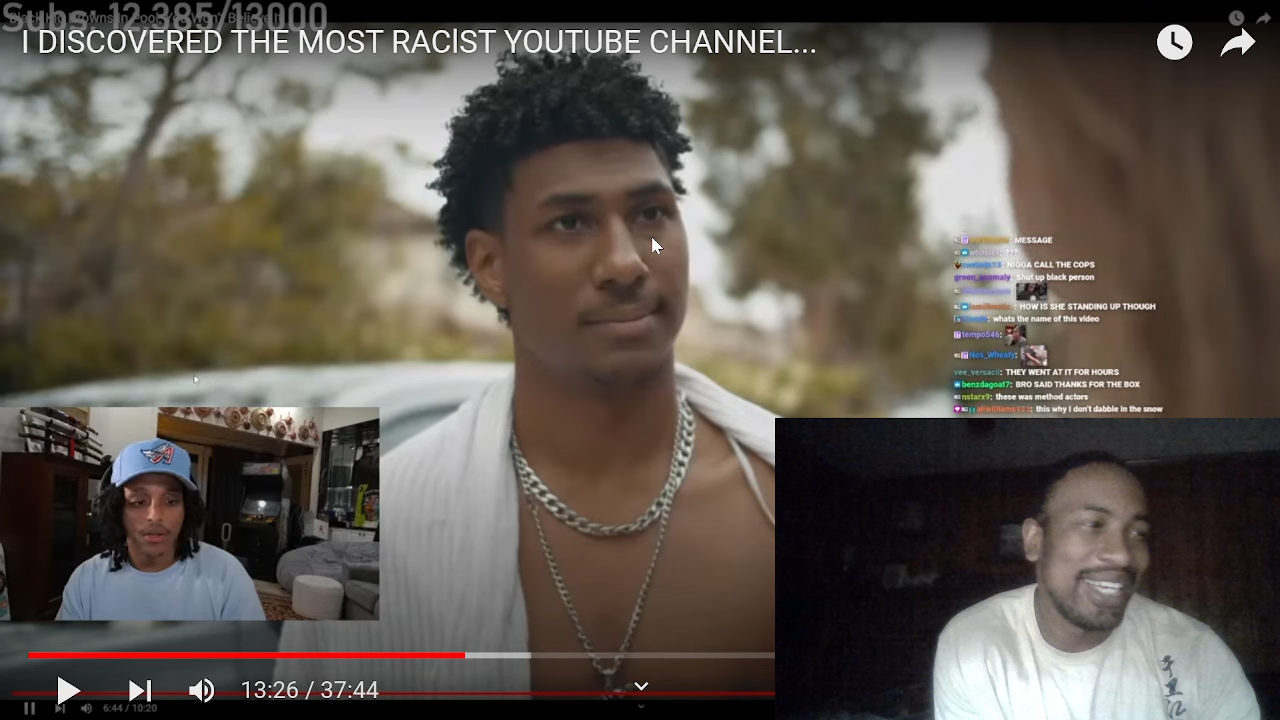 Subs: 12,385/13000
I DISCOVERED THE MOST RAClST YOUTUBE CHANNEL...
MESSAGE
???
NIGGA CALL THE COPS
green_anomaly: shut up black person
HOW IS SHE STANDING UP THOUGH
whats the name of this video
tempo546:
Nos_Wheaty:
vee_versacii: THEY WENT AT IT FOR HOURS
benzdagoat7: BRO SAID THANKS FOR THE BOX
nstarx9: these was method actors
this why I don't dabble in the snow
A
13:26 / 37:44
6:44 / 10:20